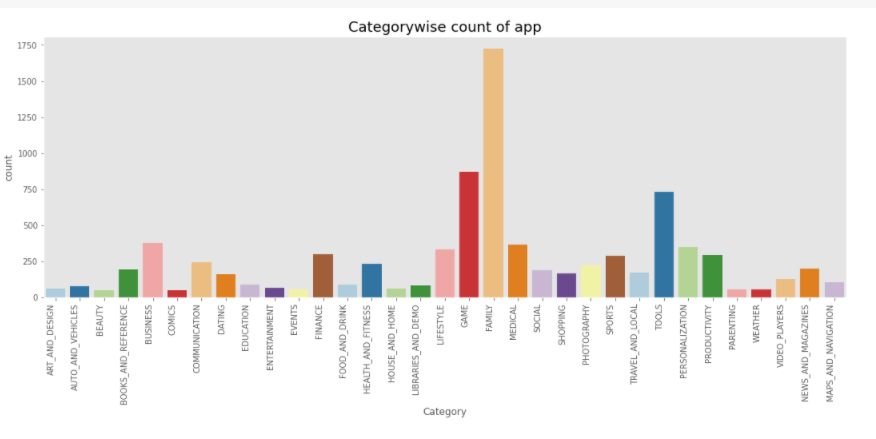 Categorywise count of app
1750
1500
1250
1000
750
500
250
0
count
ART_AND_DESIGN
AUTO_AND_VEHICLES
BEAUTY
BOOKS_AND_REFERENCE
BUSINESS
COMICS
COMMUNICATION
DATING
EDUCATION
ENTERTAINMENT
EVENTS
FINANCE
FOOD_AND_DRINK
HEALTH_AND_FITNESS
HOUSE_AND_HOME
LIBRARIES_AND_DEMO
LIFESTYLE
GAME
FAMILY
MEDICAL
SOCIAL
SHOPPING
PHOTOGRAPHY
SPORTS
TRAVEL_AND_LOCAL
TOOLS
PERSONALIZATION
PRODUCTIVITY
PARENTING
WEATHER
VIDEO_PLAYERS
NEWS_AND_MAGAZINES
MAPS_AND_NAVIGATION
Category